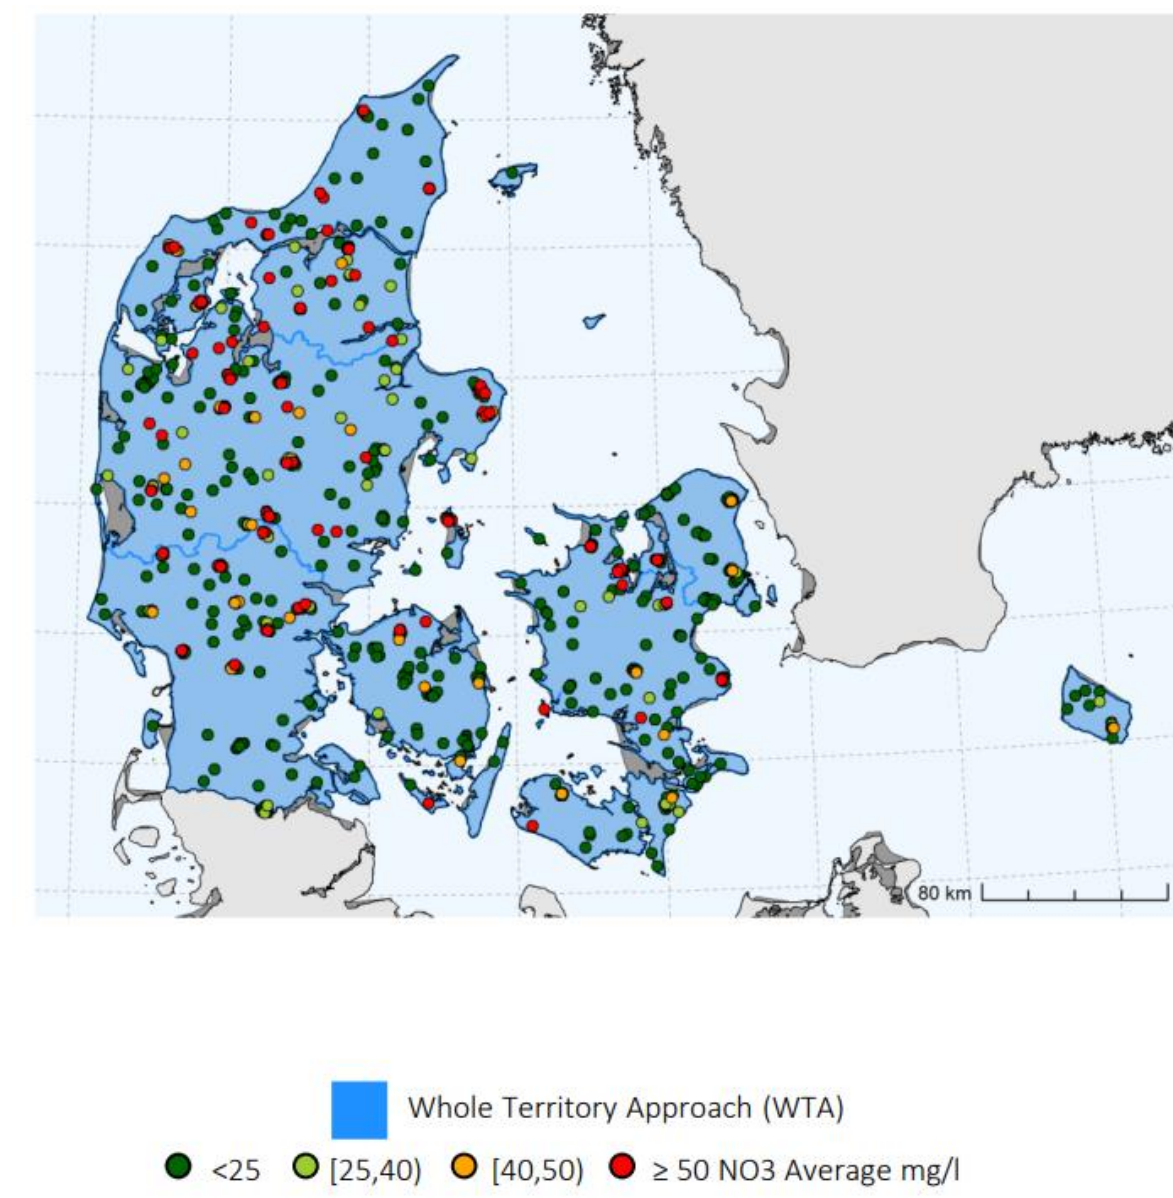 80 km
Whole Territory Approach (WTA)
<25 [25,40) [40,50) ≥ 50 NO3 Average mg/l